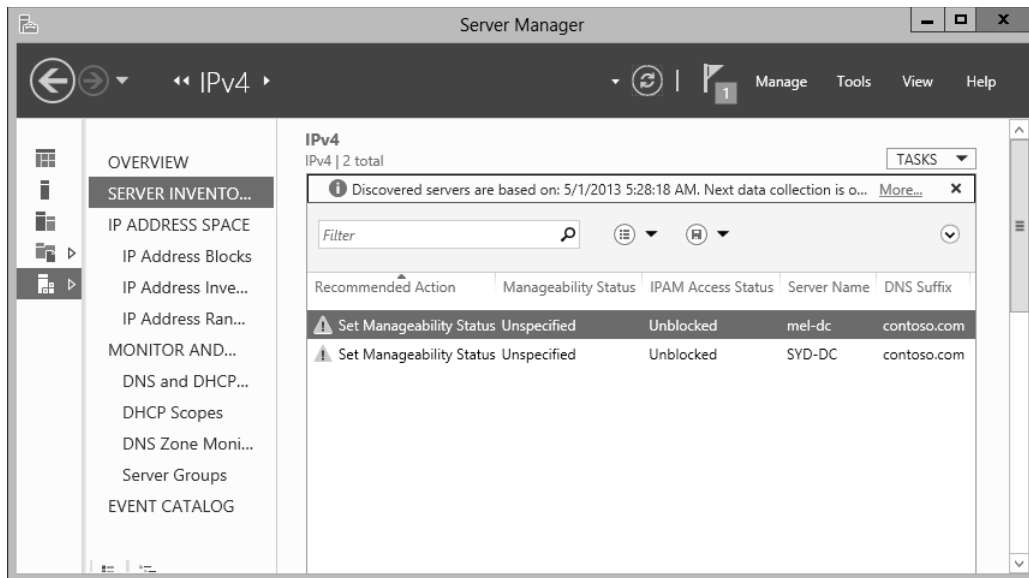 Server Manager
IPv4
1
Manage Tools View Help
OVERVIEW
SERVER INVENTO...
IP ADDRESS SPACE
IP Address Blocks
IP Address Inve...
IP Address Ran...
MONITOR AND...
DNS and DHCP...
DHCP Scopes
DNS Zone Moni...
Server Groups
EVENT CATALOG
IPv4
IPv4 | 2 total
TASKS
Discovered servers are based on: 5/1/2013 5:28:18 AM. Next data collection is o... More...
Filter
Recommended Action Manageability Status IPAM Access Status Server Name DNS Suffix
Set Manageability Status Unspecified Unblocked mel-dc contoso.com
Set Manageability Status Unspecified Unblocked SYD-DC contoso.com